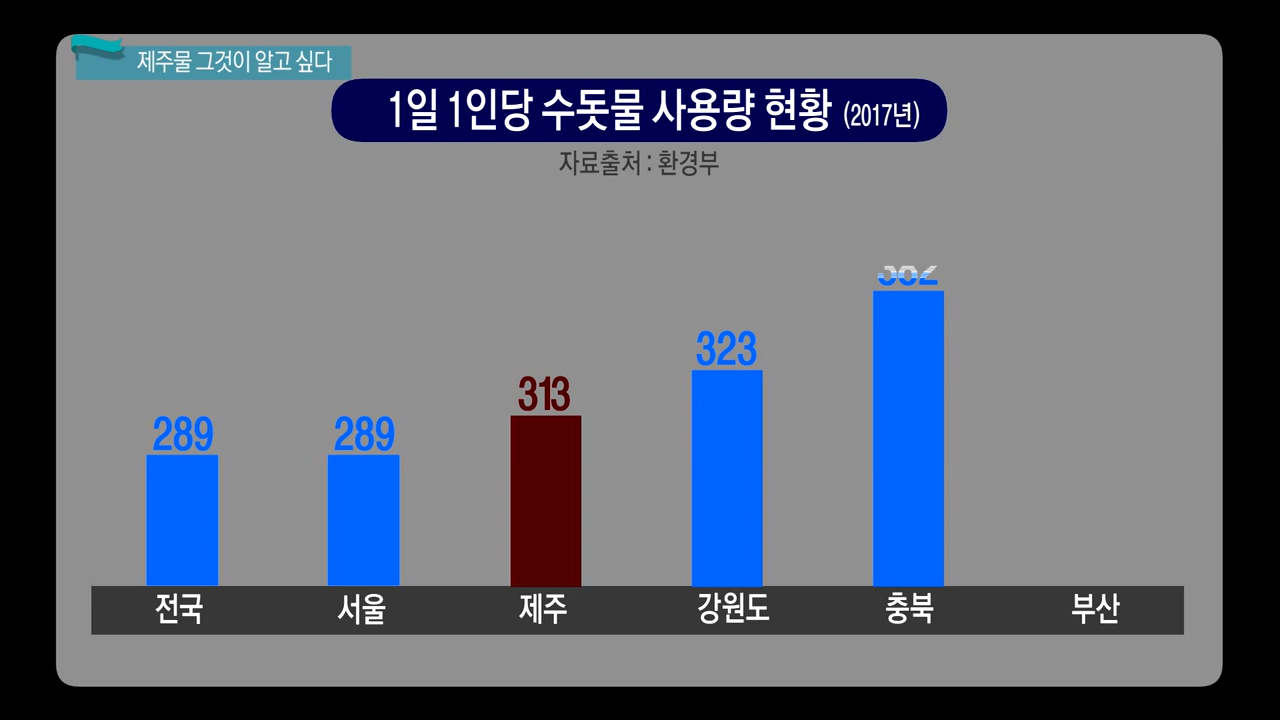 제주물 그것이 알고 싶다
1일 1인당 수돗물 사용량 현황 (2017년)
자료출처 : 환경부
323
313
289 289
전국 서울 제주 강원도 충북 부산